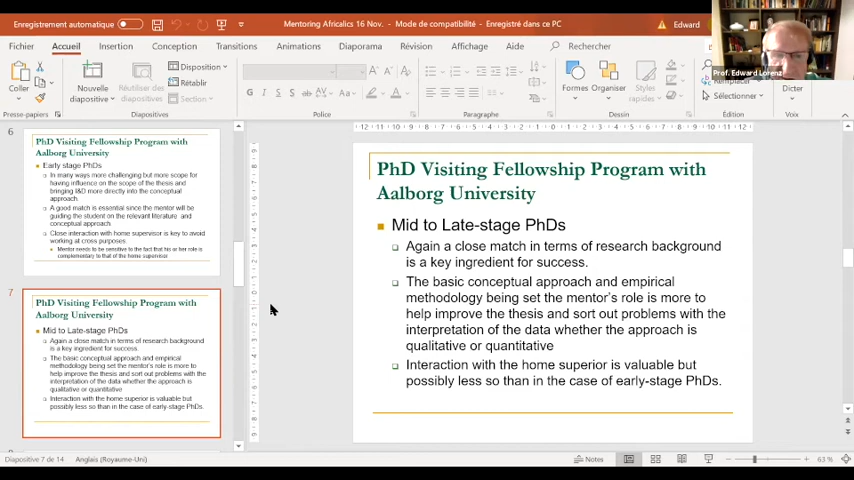 Enregistrement automatique
Mentoring Africalics 16 Nov. - Mode de compatibilité - Enregistré dans ce PC
Edward
Prof. Edward Lorenz
Fichier
Accueil
Insertion
Conception
Transitions
Animations
Diaporama
Révision
Affichage
Aide
Rechercher
Coller
Nouvelle diapositive
Réutiliser des diapositives
Disposition
Rétablir
Section
Formes
Organiser
Styles rapides
Remplacer
Sélectionner
Dicter
Presse-papiers
Diapositives
Police
Paragraphe
Dessin
Édition
Voix
6
PhD Visiting Fellowship Program with
Aalborg University
Early stage PhDs
In many ways more challenging but more scope for
having influence on the scope of the thesis and
bringing I&D more directly into the conceptual
approach
A good match is essential since the mentor will be
guiding the student on the relevant literature and
conceptual approach
Close interaction with home supervisor is key to avoid
working at cross purposes
Mentor needs to be sensitive to the fact that his or her role is
complementary to that of the home supervisor
7
PhD Visiting Fellowship Program with
Aalborg University
Mid to Late-stage PhDs
Again a close match in terms of research background
is a key ingredient for success.
The basic conceptual approach and empirical
methodology being set the mentor's role is more to
help improve the thesis and sort out problems with the
interpretation of the data whether the approach is
qualitative or quantitative
Interaction with the home superior is valuable but
possibly less so than in the case of early-stage PhDs.
PhD Visiting Fellowship Program with
Aalborg University
Mid to Late-stage PhDs
Again a close match in terms of research background
is a key ingredient for success.
The basic conceptual approach and empirical
methodology being set the mentor's role is more to
help improve the thesis and sort out problems with the
interpretation of the data whether the approach is
qualitative or quantitative
Interaction with the home superior is valuable but
possibly less so than in the case of early-stage PhDs.
Diapositive 7 de 14
Anglais (Royaume-Uni)
Notes
63 %